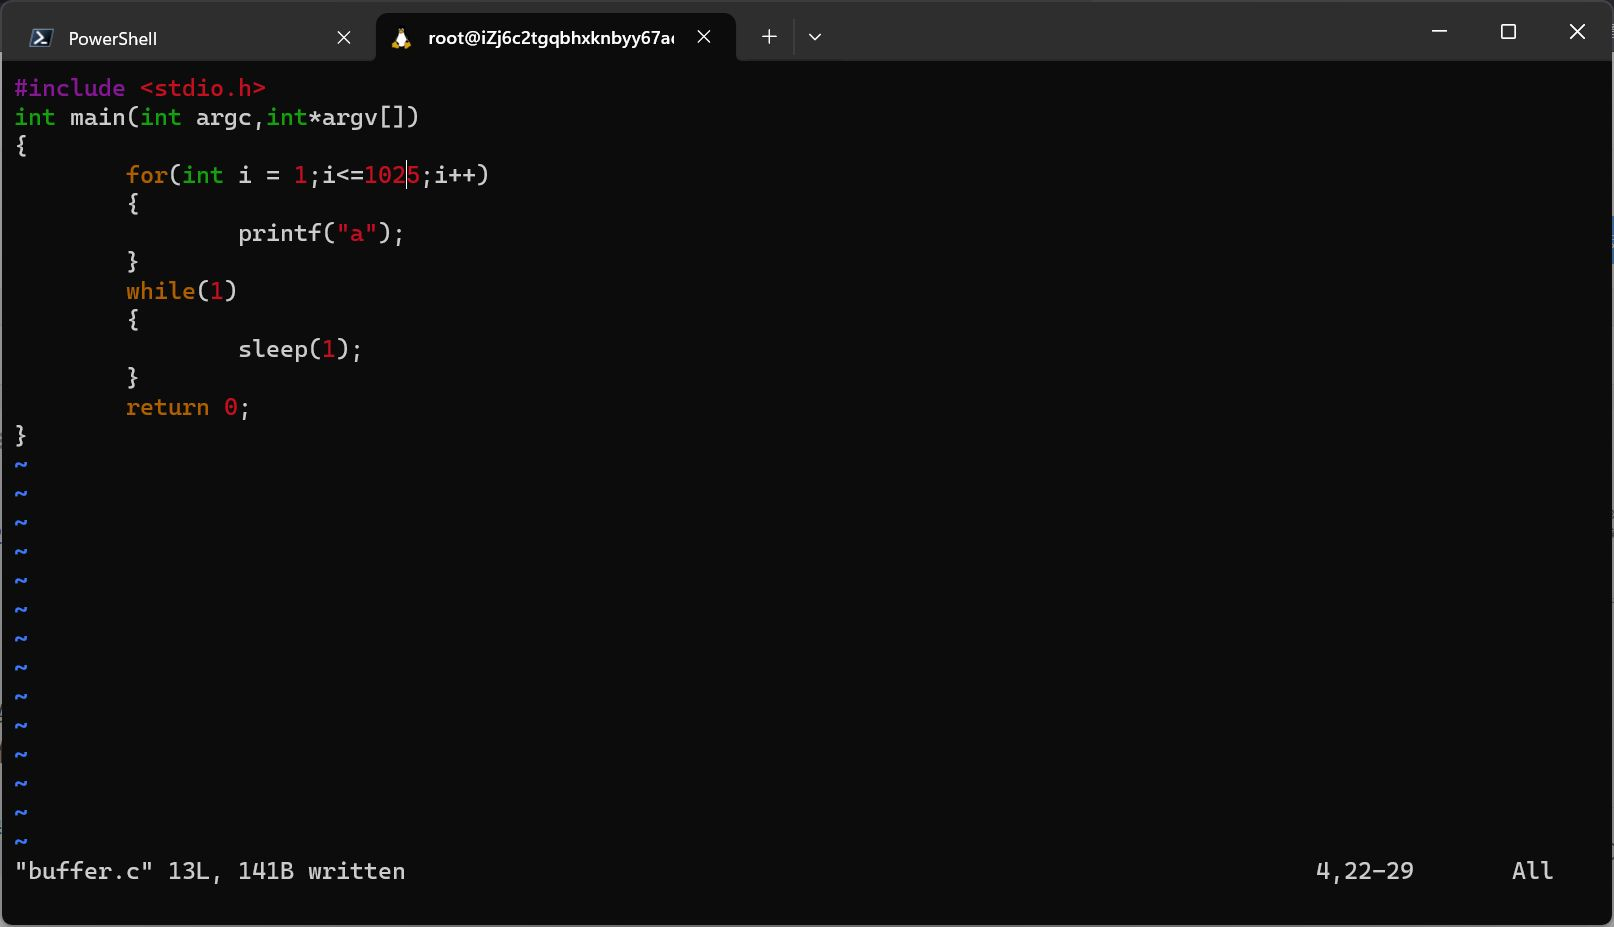 PowerShell
root@iZj6c2tgqbhxknbyy67a
#include <stdio.h>
int main(int argc,int*argv[])
{
        for(int i = 1;i<=1025;i++)
        {
                printf("a");
        }
        while(1)
        {
                sleep(1);
        }
        return 0;
}
~
~
~
~
~
~
~
~
~
~
~
~
~
~
"buffer.c" 13L, 141B written 4,22-29 All